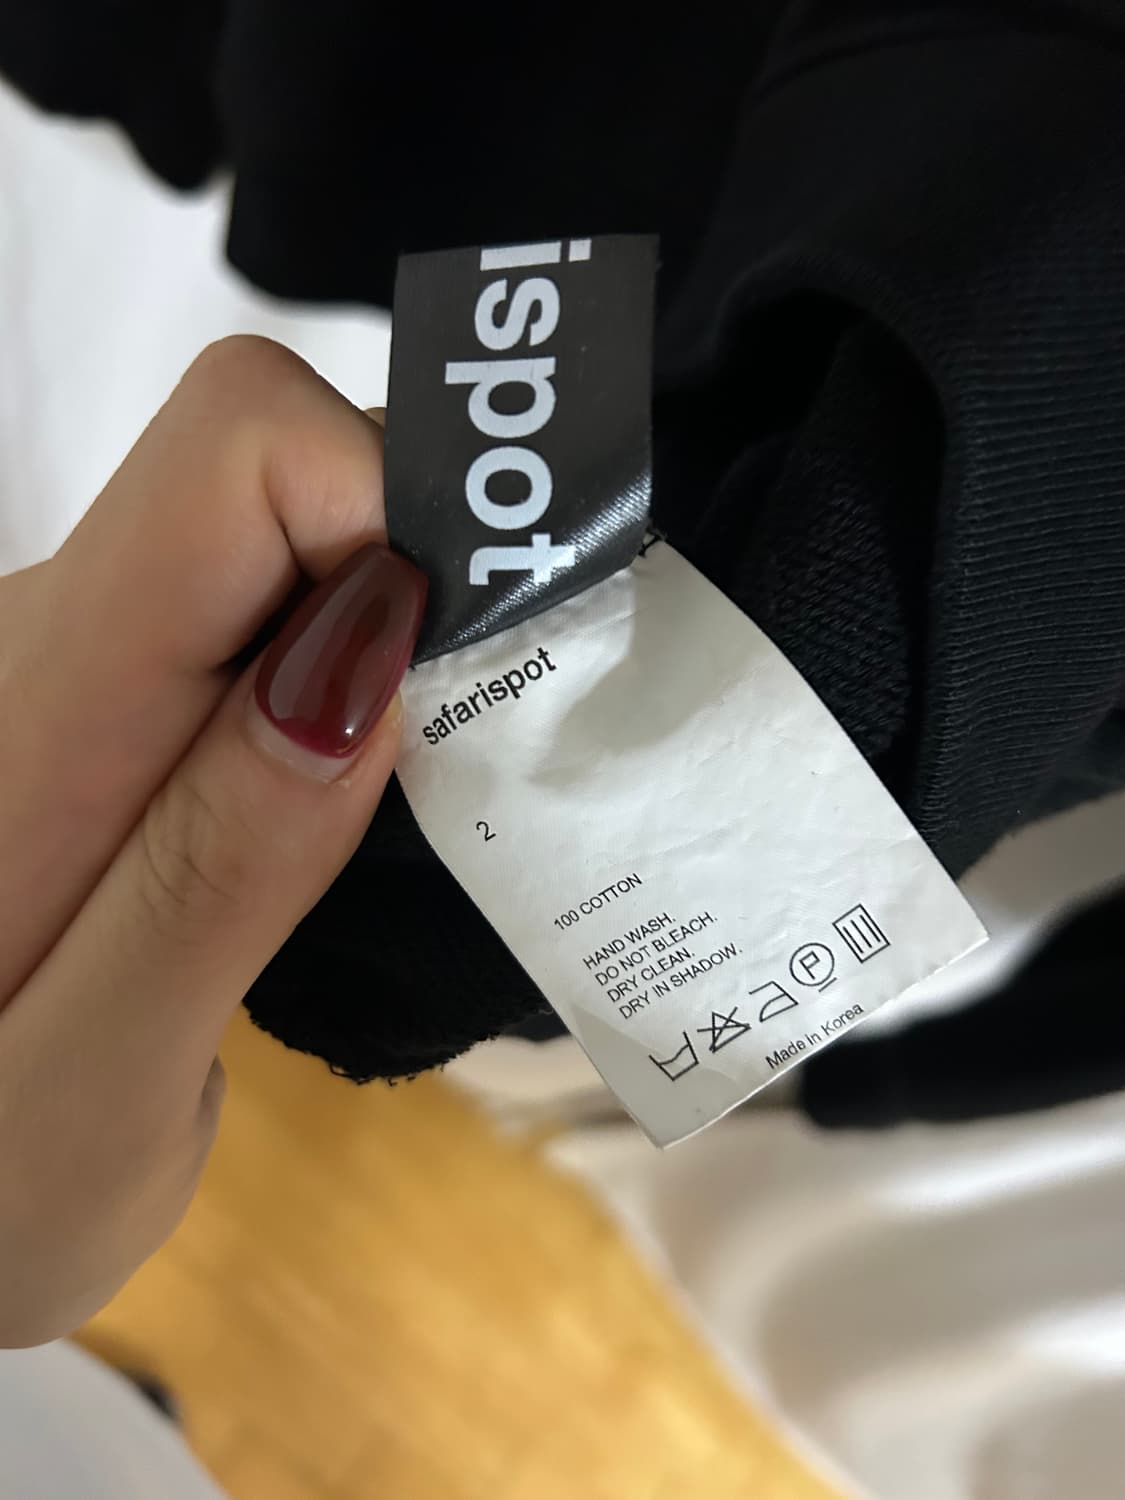 ispot
safarispot
2
100 COTTON
HAND WASH.
DO NOT BLEACH.
DRY CLEAN.
DRY IN SHADOW.
P
Made in Korea